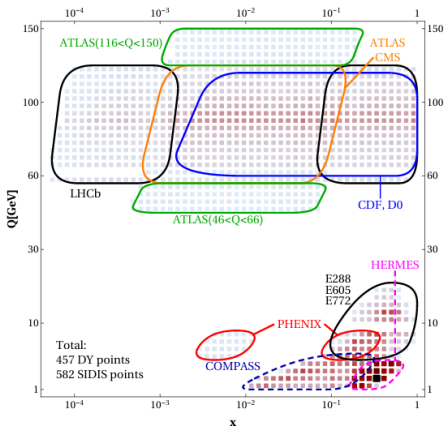 10⁻⁴ 10⁻³ 10⁻² 10⁻¹ 1
150 ATLAS(116<Q<150) 150
ATLAS
CMS
100 100
60 60
LHCb
CDF, D0
ATLAS(46<Q<66)
Q[GeV]
30 30
HERMES
E288
E605
E772
10 PHENIX 10
Total:
457 DY points
COMPASS
582 SIDIS points
1 1
10⁻⁴ 10⁻³ 10⁻² 10⁻¹ 1
x